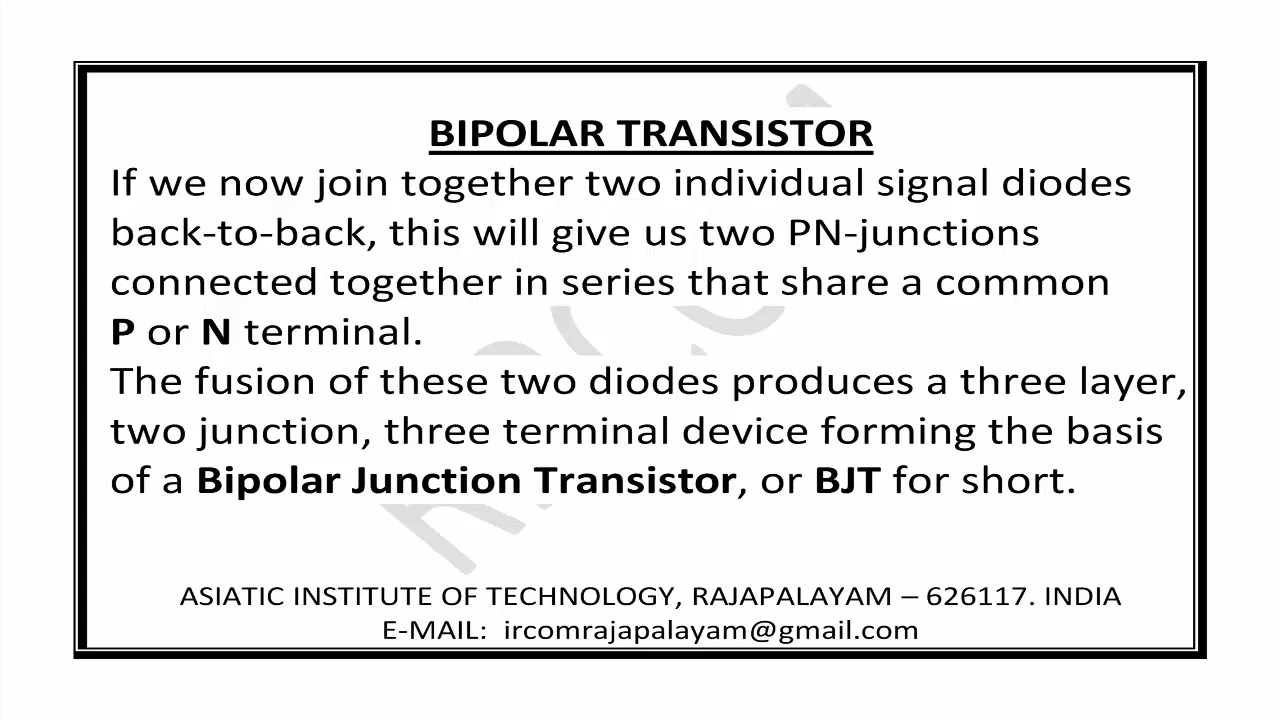 BIPOLAR TRANSISTOR
If we now join together two individual signal diodes
back-to-back, this will give us two PN-junctions
connected together in series that share a common
P or N terminal.
The fusion of these two diodes produces a three layer,
two junction, three terminal device forming the basis
of a Bipolar Junction Transistor, or BJT for short.
ASIATIC INSTITUTE OF TECHNOLOGY, RAJAPALAYAM – 626117. INDIA
E-MAIL:  ircomrajapalayam@gmail.com